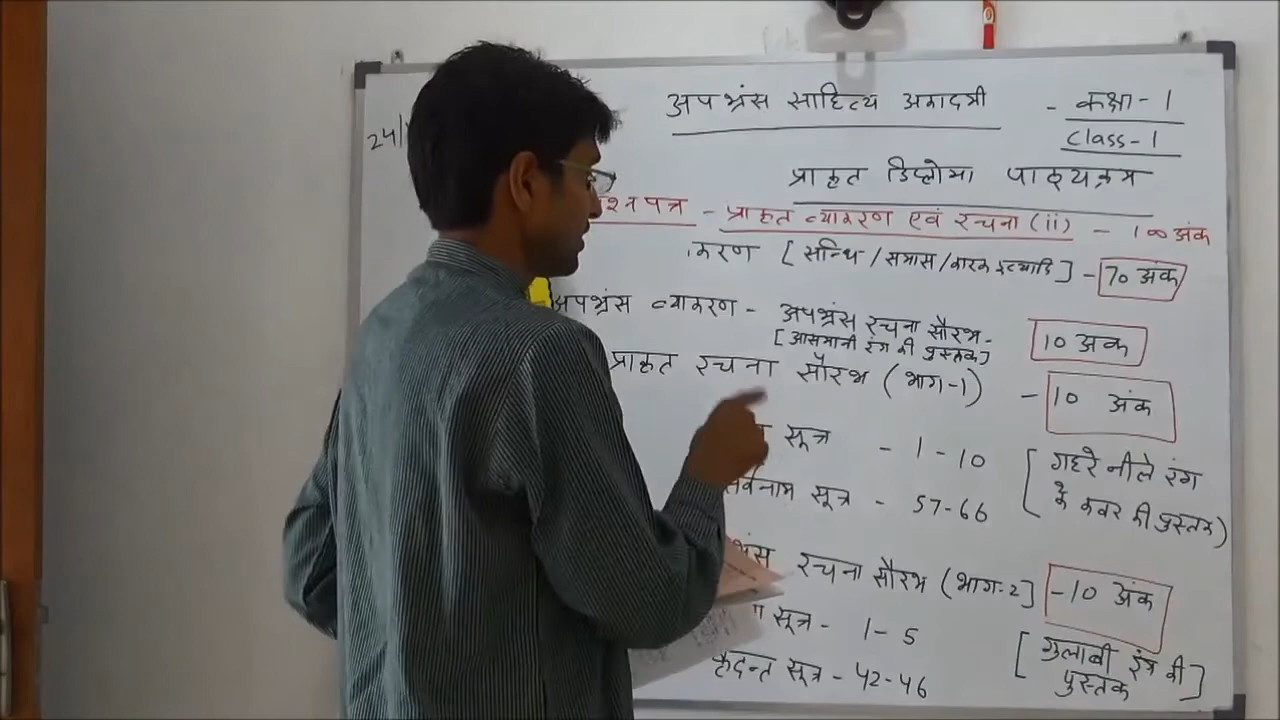 अपभ्रंस साहित्य अकादमी - कक्षा - 1
24/
Class - 1
प्राकृत डिप्लोमा पाठ्यक्रम
श्नपत्र - प्राकृत व्याकरण एवं रचना (ii) - 100 अंक
करण [सन्धि/समास/कारक इत्यादि] - 70 अंक
अपभ्रंस व्याकरण - अपभ्रंस रचना सौरभ - 10 अंक
[आसमानी रंग की पुस्तक]
प्राकृत रचना सौरभ (भाग-1) - 10 अंक
सूत्र - 1 - 10 [गहरे नीले रंग
सर्वनाम सूत्र - 57-66 के कवर की पुस्तक)
भ्रंस रचना सौरभ (भाग-2] - 10 अंक
सूत्र - 1 - 5 [गुलाबी रंग की
कृदन्त सूत्र - 42-46 पुस्तक]